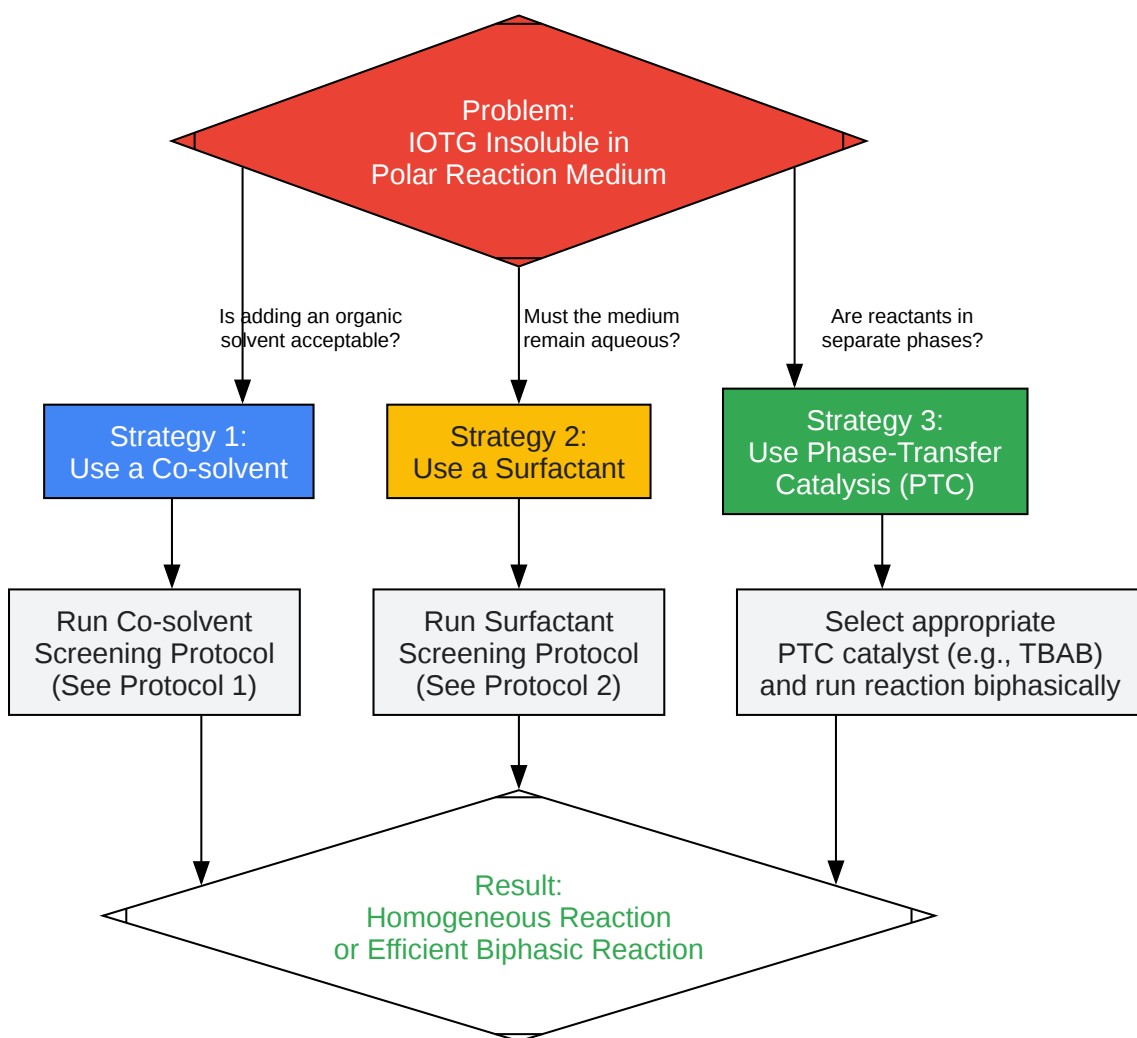 Problem:
IOTG Insoluble in
Polar Reaction Medium
Is adding an organic
solvent acceptable?
Must the medium
remain aqueous?
Are reactants in
separate phases?
Strategy 1:
Use a Co-solvent
Strategy 2:
Use a Surfactant
Strategy 3:
Use Phase-Transfer
Catalysis (PTC)
Run Co-solvent
Screening Protocol
(See Protocol 1)
Run Surfactant
Screening Protocol
(See Protocol 2)
Select appropriate
PTC catalyst (e.g., TBAB)
and run reaction biphasically
Result:
Homogeneous Reaction
or Efficient Biphasic Reaction